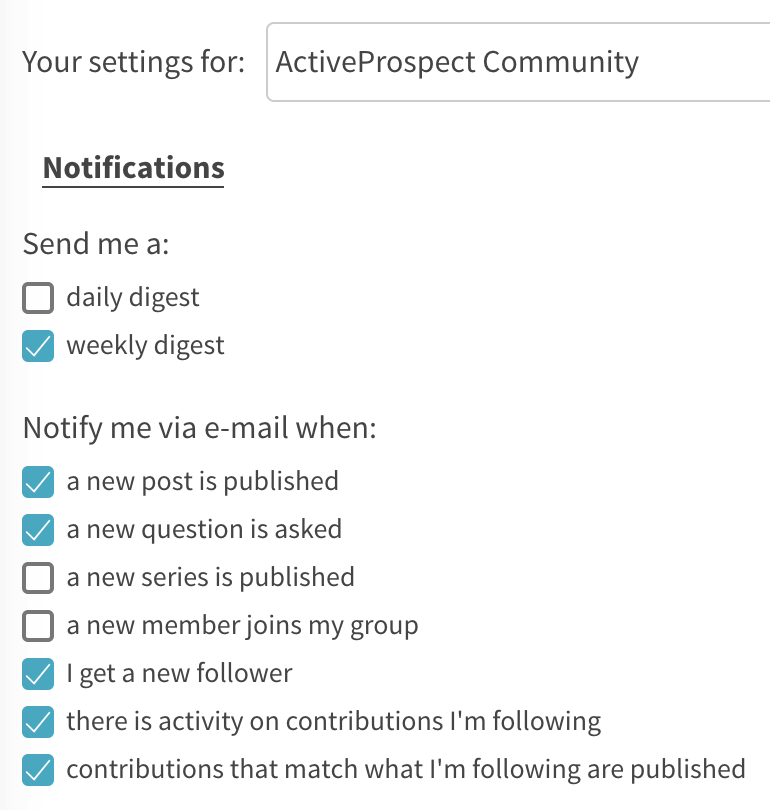 Your settings for: ActiveProspect Community
Notifications
Send me a:
daily digest
weekly digest
Notify me via e-mail when:
a new post is published
a new question is asked
a new series is published
a new member joins my group
I get a new follower
there is activity on contributions I'm following
contributions that match what I'm following are published